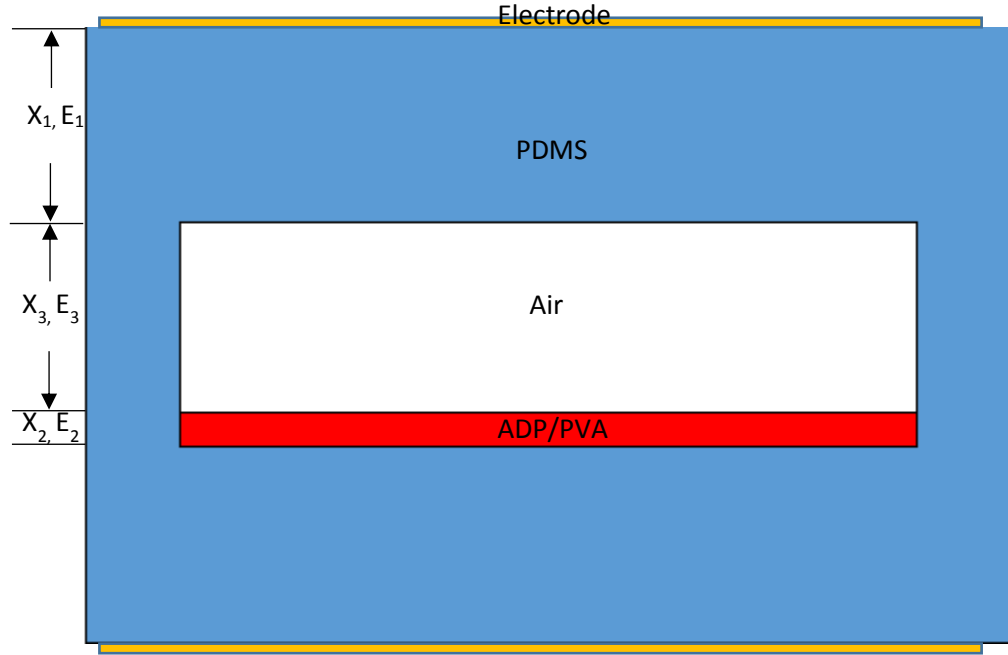 Electrode
X₁, E₁
PDMS
X₃, E₃
Air
X₂, E₂
ADP/PVA